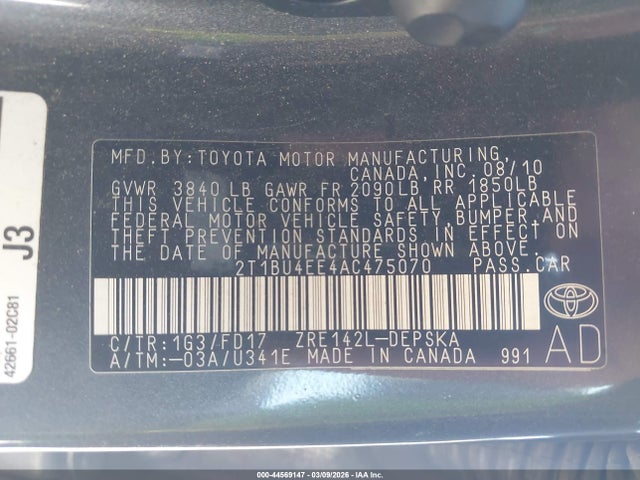 MFD.BY:TOYOTA MOTOR MANUFACTURING,
CANADA,INC.08/10
GVWR 3840LB GAWR FR 2090LB RR 1850LB
THIS VEHICLE CONFORMS TO ALL APPLICABLE
FEDERAL MOTOR VEHICLE SAFETY,BUMPER,AND
THEFT PREVENTION STANDARDS IN EFFECT ON
THE DATE OF MANUFACTURE SHOWN ABOVE.
2T1BU4EE4AC475070 PASS.CAR
C/TR:1G3/FD17 ZRE142L-DEPSKA
A/TM:-03A/U341E MADE IN CANADA 991
AD
J3
42661-02C81
000-44569147 | 03/09/2026 | IAA Inc.